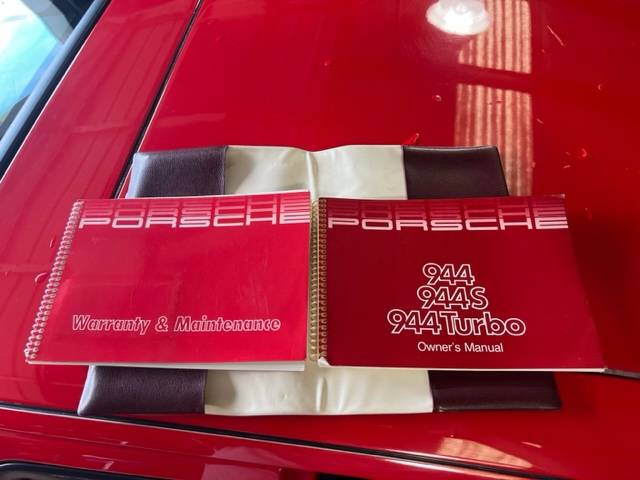 PORSCHE
Warranty & Maintenance
PORSCHE
944
944S
944 Turbo
Owner's Manual